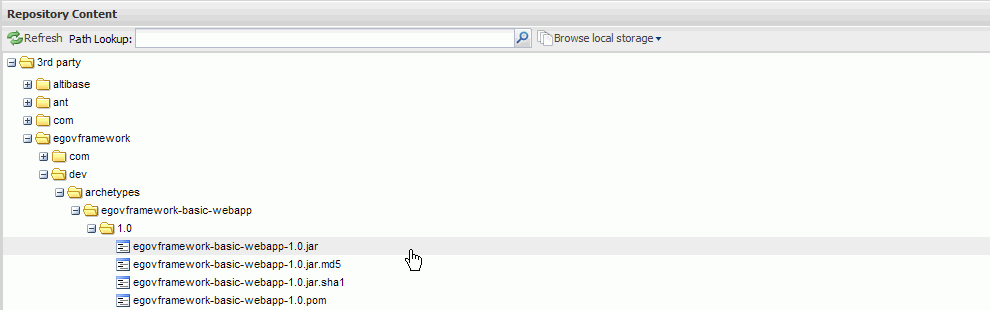 Repository Content
Refresh Path Lookup: Browse local storage
3rd party
altibase
ant
com
egovframework
com
dev
archetypes
egovframework-basic-webapp
1.0
egovframework-basic-webapp-1.0.jar
egovframework-basic-webapp-1.0.jar.md5
egovframework-basic-webapp-1.0.jar.sha1
egovframework-basic-webapp-1.0.pom